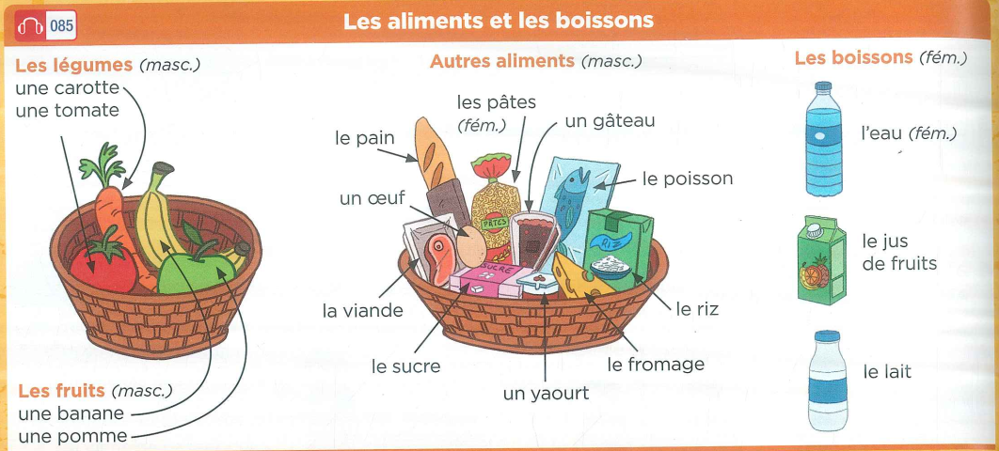 085
Les aliments et les boissons
Les légumes (masc.)
une carotte
une tomate
Les fruits (masc.)
une banane
une pomme
Autres aliments (masc.)
les pâtes
(fém.)
un gâteau
le pain
le poisson
un œuf
PÂTES
RIZ
SUCRE
la viande
le riz
le sucre
le fromage
un yaourt
Les boissons (fém.)
l'eau (fém.)
le jus
de fruits
le lait